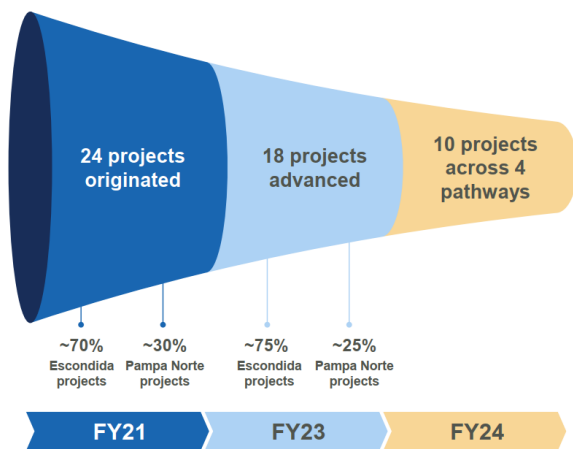 24 projects
originated
18 projects
advanced
10 projects
across 4
pathways
~70%
Escondida
projects
~30%
Pampa Norte
projects
~75%
Escondida
projects
~25%
Pampa Norte
projects
FY21
FY23
FY24